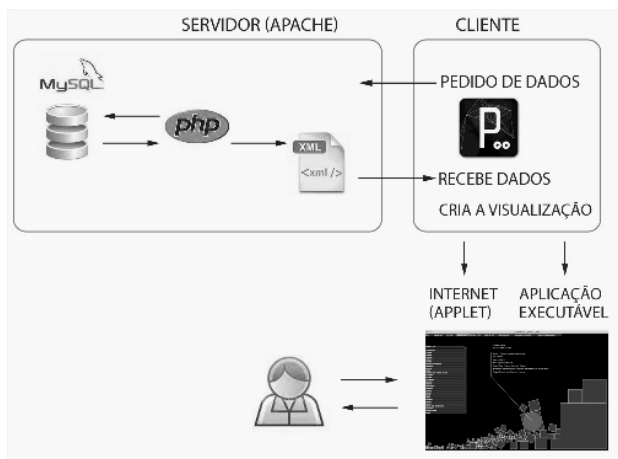 SERVIDOR (APACHE)
CLIENTE
MySQL
php
XML
<xml />
PEDIDO DE DADOS
P
RECEBE DADOS
CRIA A VISUALIZAÇÃO
INTERNET
(APPLET)
APLICAÇÃO
EXECUTÁVEL